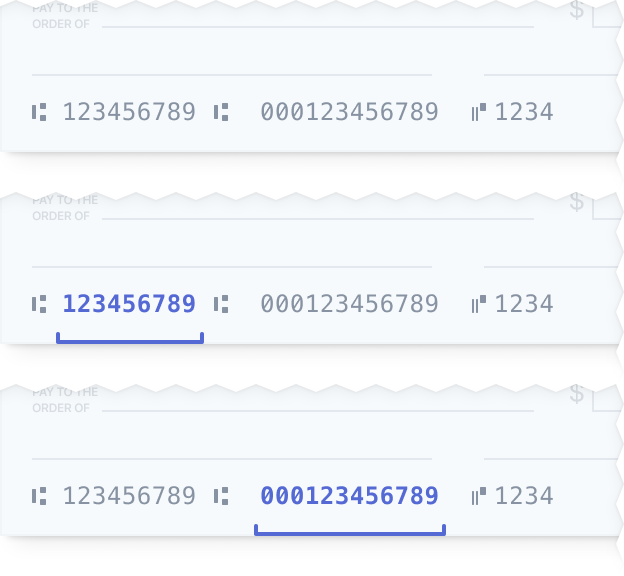 PAY TO THE
ORDER OF
$
⑆ 123456789 ⑆ 000123456789 ⑈ 1234
PAY TO THE
ORDER OF
$
⑆ 123456789 ⑆ 000123456789 ⑈ 1234
PAY TO THE
ORDER OF
$
⑆ 123456789 ⑆ 000123456789 ⑈ 1234